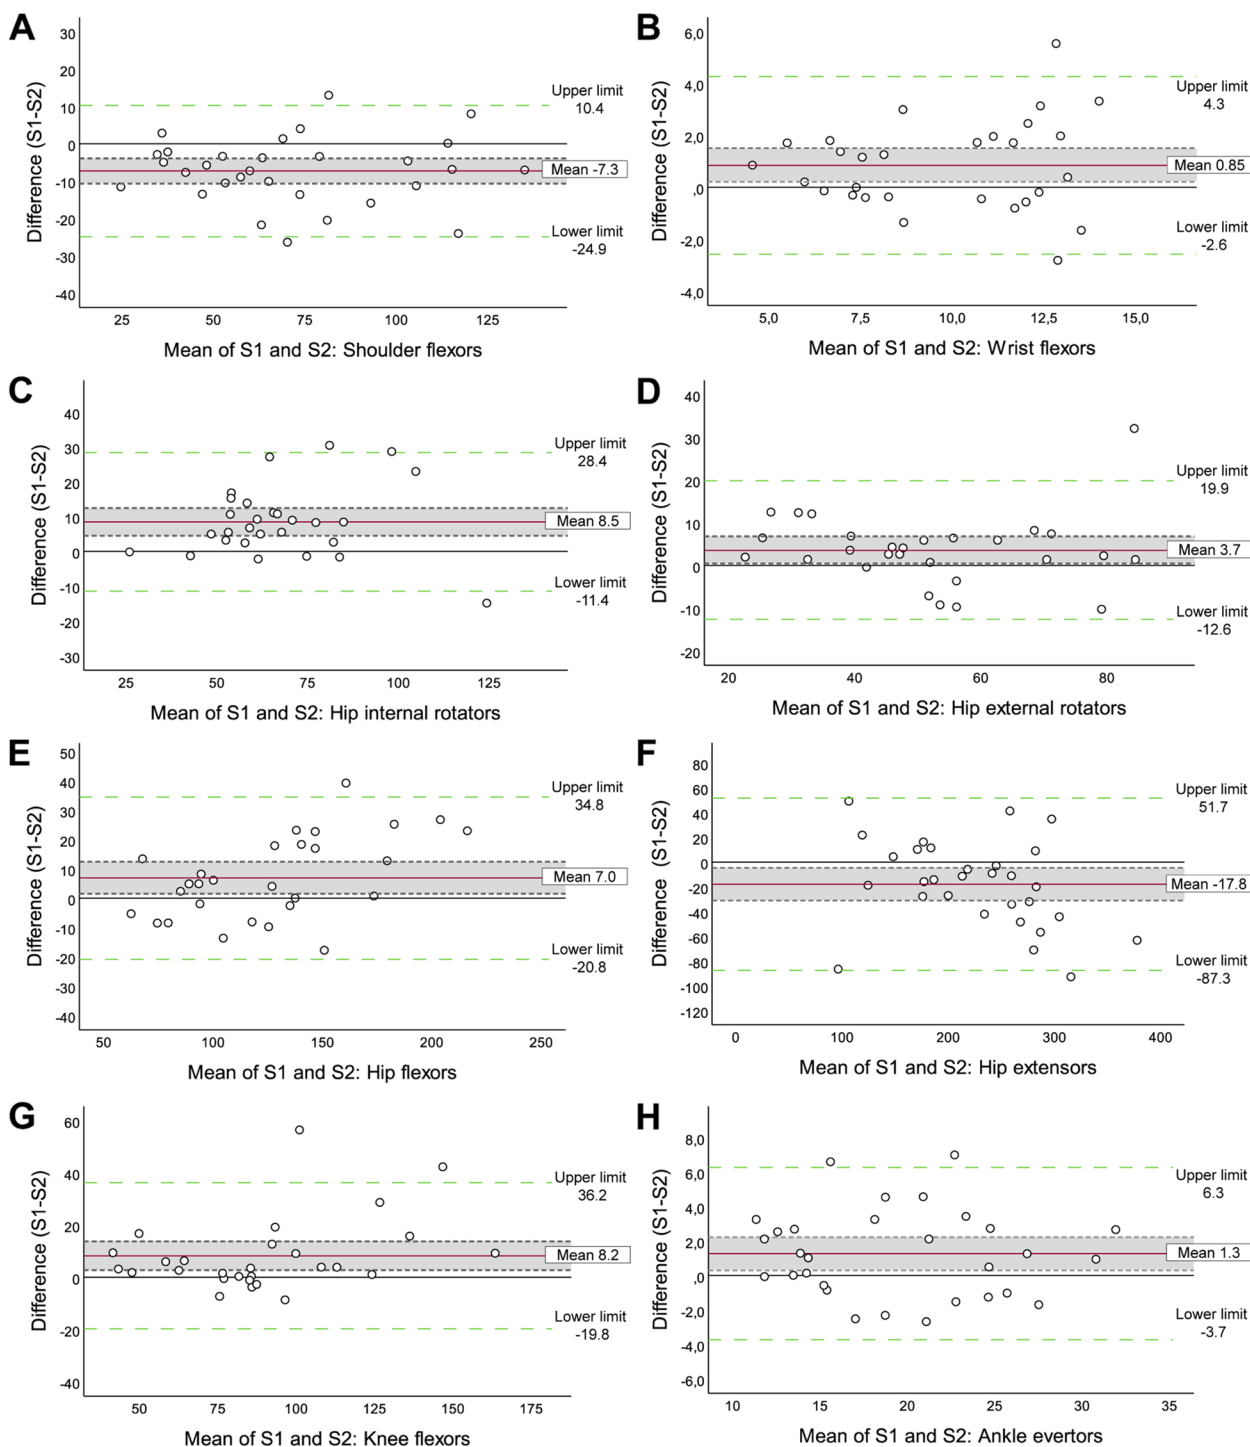 A
Difference (S1-S2)
30
20
10
0
-10
-20
-30
-40
Upper limit
10.4
Mean -7.3
Lower limit
-24.9
25 50 75 100 125
Mean of S1 and S2: Shoulder flexors
B
Difference (S1-S2)
6,0
4,0
2,0
,0
-2,0
-4,0
Upper limit
4.3
Mean 0.85
Lower limit
-2.6
5,0 7,5 10,0 12,5 15,0
Mean of S1 and S2: Wrist flexors
C
Difference (S1-S2)
40
30
20
10
0
-10
-20
-30
Upper limit
28.4
Mean 8.5
Lower limit
-11.4
25 50 75 100 125
Mean of S1 and S2: Hip internal rotators
D
Difference (S1-S2)
40
30
20
10
0
-10
-20
Upper limit
19.9
Mean 3.7
Lower limit
-12.6
20 40 60 80
Mean of S1 and S2: Hip external rotators
E
Difference (S1-S2)
50
40
30
20
10
0
-10
-20
-30
-40
Upper limit
34.8
Mean 7.0
Lower limit
-20.8
50 100 150 200 250
Mean of S1 and S2: Hip flexors
F
Difference (S1-S2)
80
60
40
20
0
-20
-40
-60
-80
-100
-120
Upper limit
51.7
Mean -17.8
Lower limit
-87.3
0 100 200 300 400
Mean of S1 and S2: Hip extensors
G
Difference (S1-S2)
60
40
20
0
-20
-40
Upper limit
36.2
Mean 8.2
Lower limit
-19.8
50 75 100 125 150 175
Mean of S1 and S2: Knee flexors
H
Difference (S1-S2)
8,0
6,0
4,0
2,0
,0
-2,0
-4,0
-6,0
Upper limit
6.3
Mean 1.3
Lower limit
-3.7
10 15 20 25 30 35
Mean of S1 and S2: Ankle evertors